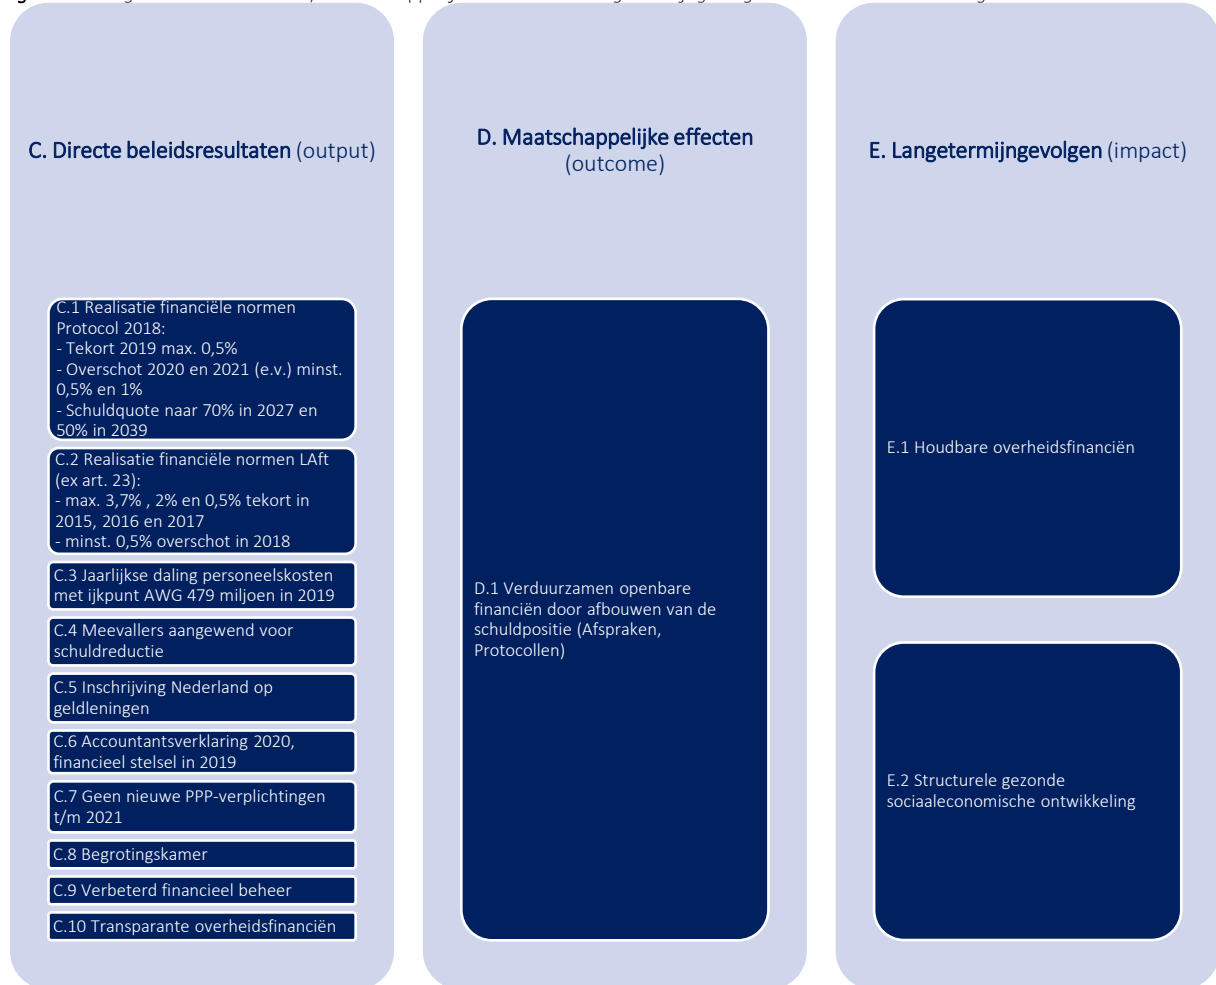 C. Directe beleidsresultaten (output)
C.1 Realisatie financiële normen
Protocol 2018:
- Tekort 2019 max. 0,5%
- Overschot 2020 en 2021 (e.v.) minst.
0,5% en 1%
- Schuldquote naar 70% in 2027 en
50% in 2039
C.2 Realisatie financiële normen LAft
(ex art. 23):
- max. 3,7% , 2% en 0,5% tekort in
2015, 2016 en 2017
- minst. 0,5% overschot in 2018
C.3 Jaarlijkse daling personeelskosten
met ijkpunt AWG 479 miljoen in 2019
C.4 Meevallers aangewend voor
schuldreductie
C.5 Inschrijving Nederland op
geldleningen
C.6 Accountantsverklaring 2020,
financieel stelsel in 2019
C.7 Geen nieuwe PPP-verplichtingen
t/m 2021
C.8 Begrotingskamer
C.9 Verbeterd financieel beheer
C.10 Transparante overheidsfinanciën
D. Maatschappelijke effecten
(outcome)
D.1 Verduurzamen openbare
financiën door afbouwen van de
schuldpositie (Afspraken,
Protocollen)
E. Langetermijngevolgen (impact)
E.1 Houdbare overheidsfinanciën
E.2 Structurele gezonde
sociaaleconomische ontwikkeling